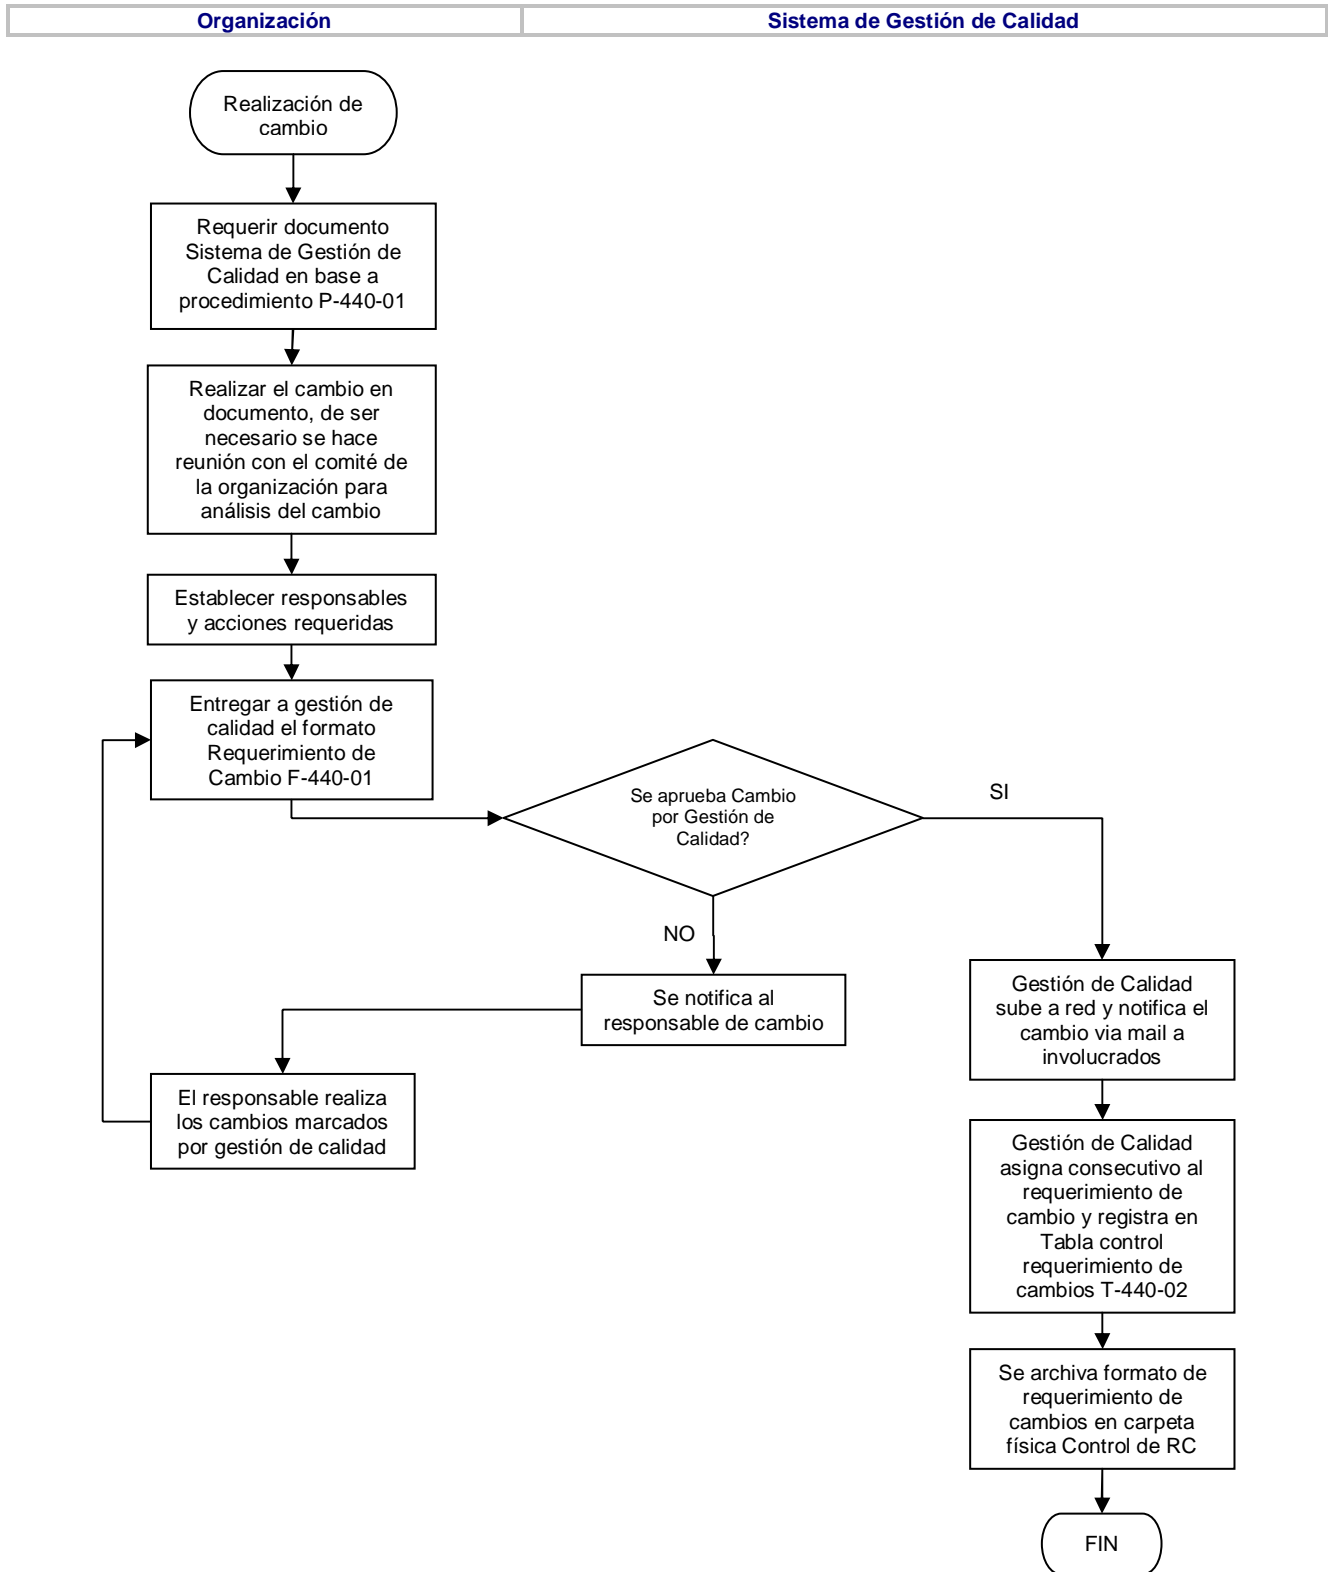 Organización
Sistema de Gestión de Calidad
Realización de
cambio
Requerir documento
Sistema de Gestión de
Calidad en base a
procedimiento P-440-01
Realizar el cambio en
documento, de ser
necesario se hace
reunión con el comité de
la organización para
análisis del cambio
Establecer responsables
y acciones requeridas
Entregar a gestión de
calidad el formato
Requerimiento de
Cambio F-440-01
Se aprueba Cambio
por Gestión de
Calidad?
SI
NO
Se notifica al
responsable de cambio
El responsable realiza
los cambios marcados
por gestión de calidad
Gestión de Calidad
sube a red y notifica el
cambio via mail a
involucrados
Gestión de Calidad
asigna consecutivo al
requerimiento de
cambio y registra en
Tabla control
requerimiento de
cambios T-440-02
Se archiva formato de
requerimiento de
cambios en carpeta
física Control de RC
FIN